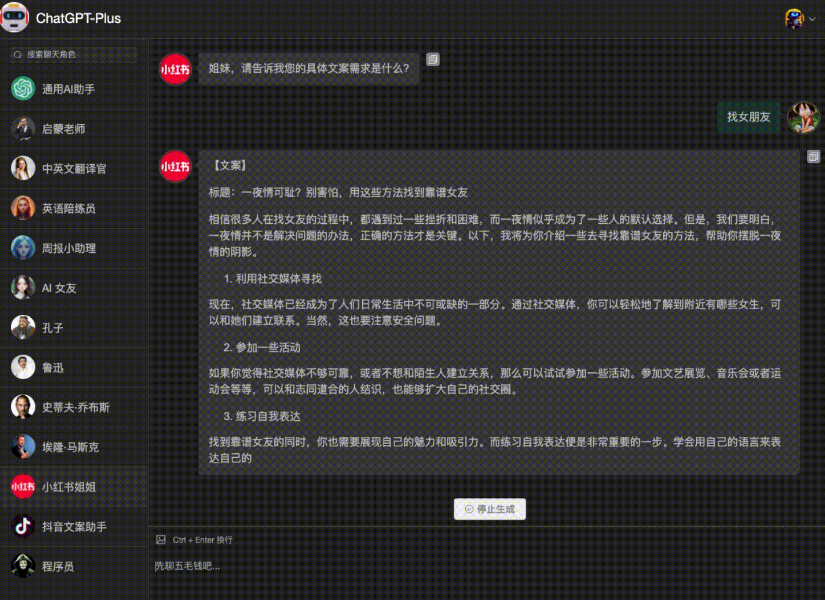 ChatGPT-Plus
搜索聊天角色
通用AI助手
启蒙老师
中英文翻译官
英语陪练员
周报小助理
AI 女友
孔子
鲁迅
史蒂夫·乔布斯
埃隆·马斯克
小红书
小红书姐姐
抖音文案助手
程序员
小红书
姐妹，请告诉我您的具体文案需求是什么？
找女朋友
小红书
【文案】
标题：一夜情可耻？别害怕，用这些方法找到靠谱女友
相信很多人在找女友的过程中，都遇到过一些挫折和困难，而一夜情似乎成为了一些人的默认选择。但是，我们要明白，
一夜情并不是解决问题的办法，正确的方法才是关键。以下，我将为你介绍一些去寻找靠谱女友的方法，帮助你摆脱一夜
情的阴影。
1. 利用社交媒体寻找
现在，社交媒体已经成为了人们日常生活中不可或缺的一部分。通过社交媒体，你可以轻松地了解到附近有哪些女生，可
以和她们建立联系。当然，这也要注意安全问题。
2. 参加一些活动
如果你觉得社交媒体不够可靠，或者不想和陌生人建立关系，那么可以试试参加一些活动。参加文艺展览、音乐会或者运
动会等等，可以和志同道合的人结识，也能够扩大自己的社交圈。
3. 练习自我表达
找到靠谱女友的同时，你也需要展现自己的魅力和吸引力。而练习自我表达便是非常重要的一步。学会用自己的语言来表
达自己的
停止生成
Ctrl + Enter 换行
先聊五毛钱吧...